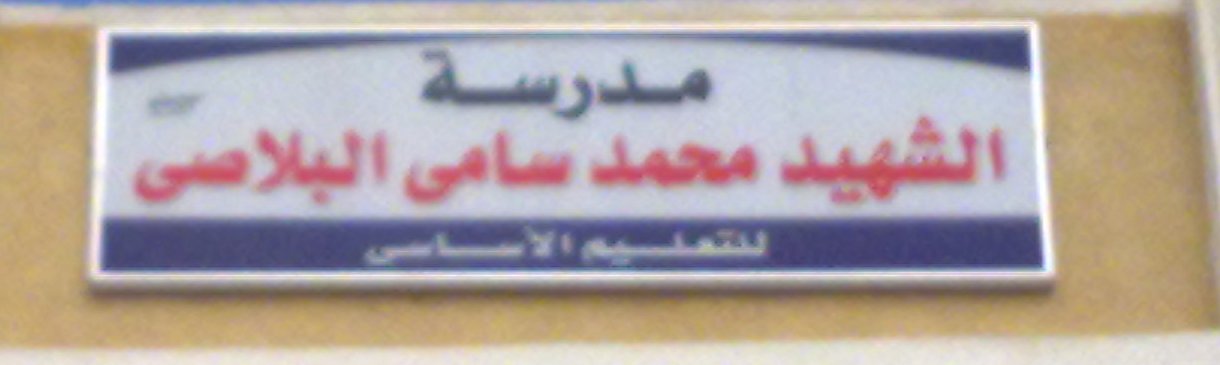 مدرسة
الشهيد محمد سامى البلاصى
للتعليم الأساسى